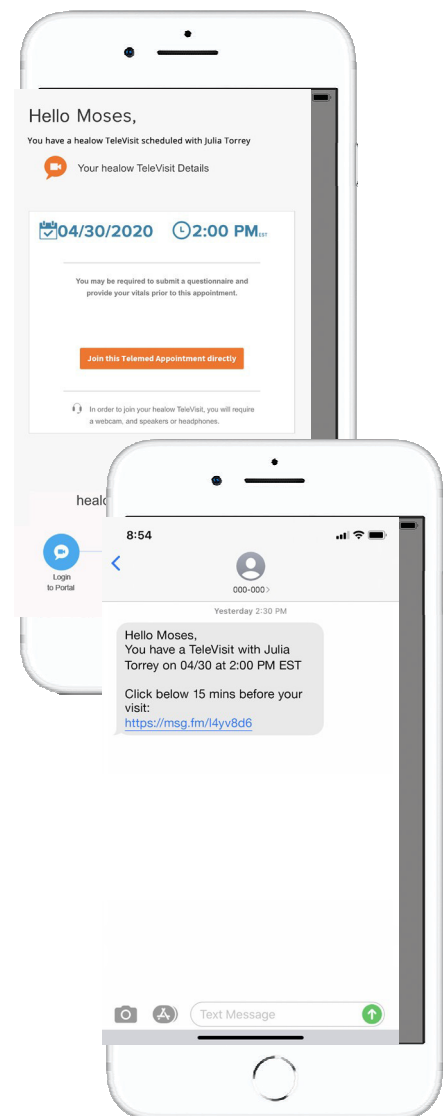 Hello Moses,
You have a healow TeleVisit scheduled with Julia Torrey
Your healow TeleVisit Details
04/30/2020 2:00 PM EST
You may be required to submit a questionnaire and
provide your vitals prior to this appointment.
Join this Telemed Appointment directly
In order to join your healow TeleVisit, you will require
a webcam, and speakers or headphones.
Login
to Portal
8:54
000-000
Yesterday 2:30 PM
Hello Moses,
You have a TeleVisit with Julia
Torrey on 04/30 at 2:00 PM EST
Click below 15 mins before your
visit:
https://msg.fm/l4yv8d6
Text Message